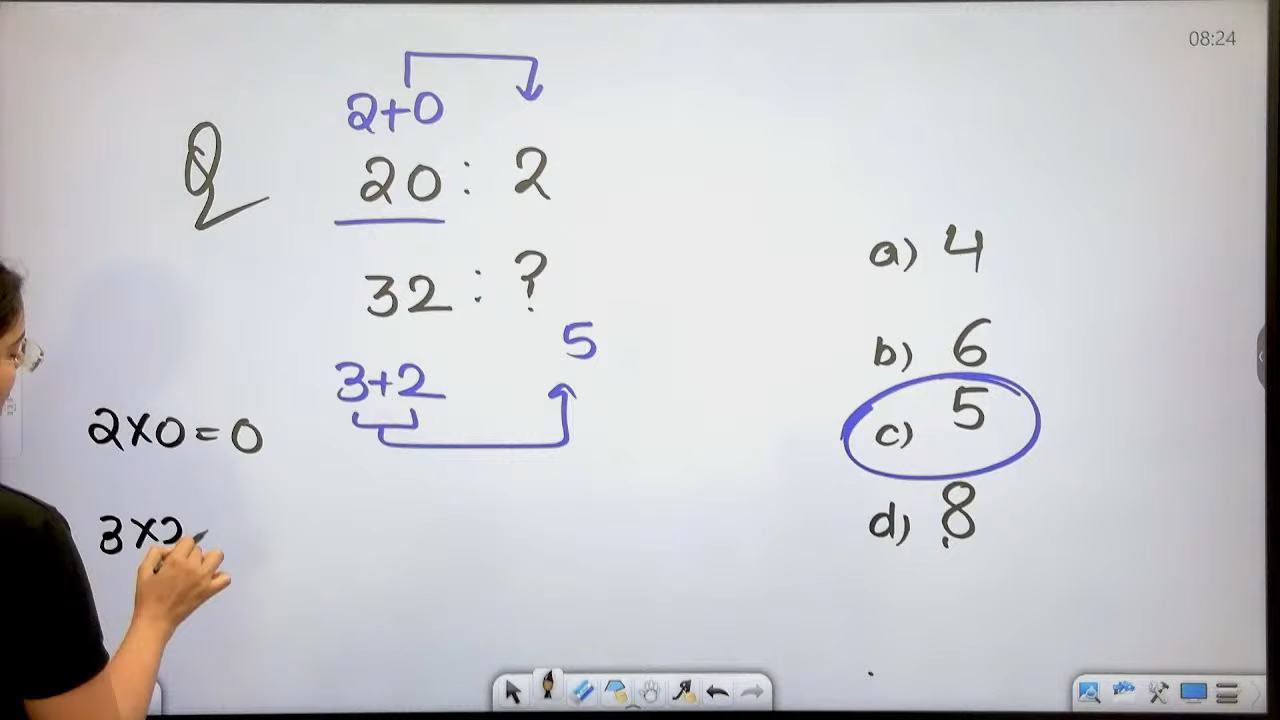 08:24
2+0
Q
20 : 2
32 : ?
5
3+2
2×0=0
3×2
a) 4
b) 6
c) 5
d) 8